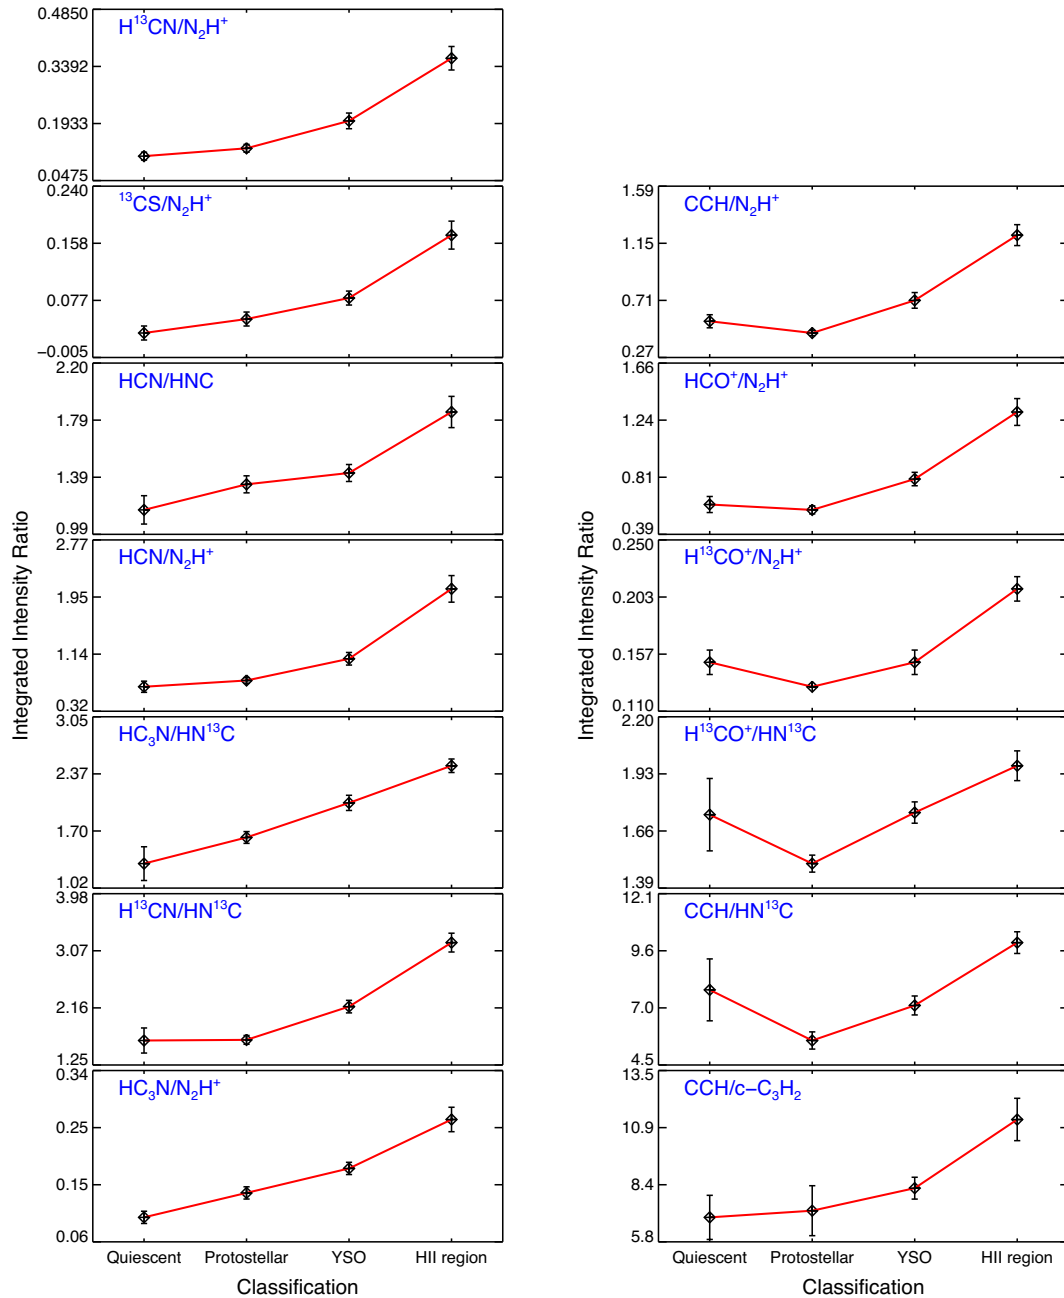 H¹³CN/N₂H⁺
0.4850
0.3392
0.1933
0.0475
¹³CS/N₂H⁺
0.240
0.158
0.077
−0.005
HCN/HNC
2.20
1.79
1.39
0.99
HCN/N₂H⁺
2.77
1.95
1.14
0.32
HC₃N/HN¹³C
3.05
2.37
1.70
1.02
H¹³CN/HN¹³C
3.98
3.07
2.16
1.25
HC₃N/N₂H⁺
0.34
0.25
0.15
0.06
Integrated Intensity Ratio
Quiescent Protostellar YSO HII region
Classification
CCH/N₂H⁺
1.59
1.15
0.71
0.27
HCO⁺/N₂H⁺
1.66
1.24
0.81
0.39
H¹³CO⁺/N₂H⁺
0.250
0.203
0.157
0.110
H¹³CO⁺/HN¹³C
2.20
1.93
1.66
1.39
CCH/HN¹³C
12.1
9.6
7.0
4.5
CCH/c−C₃H₂
13.5
10.9
8.4
5.8
Integrated Intensity Ratio
Quiescent Protostellar YSO HII region
Classification